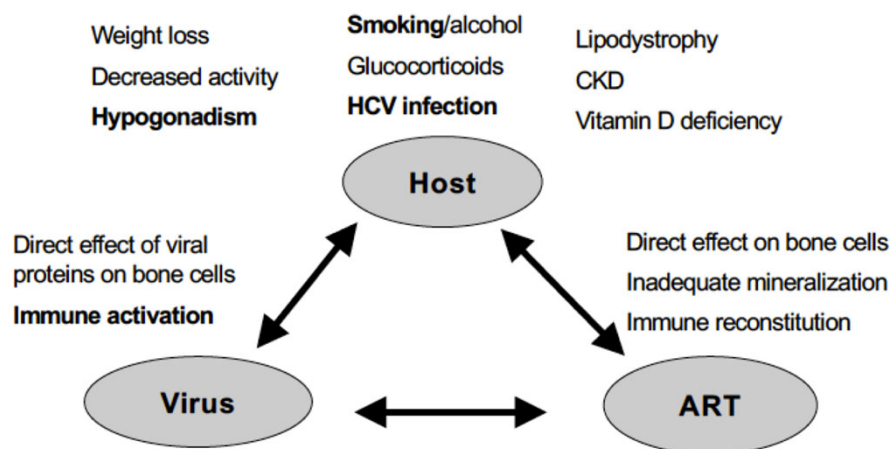 Weight loss
Decreased activity
Hypogonadism
Smoking/alcohol
Glucocorticoids
HCV infection
Lipodystrophy
CKD
Vitamin D deficiency
Host
Direct effect of viral
proteins on bone cells
Immune activation
Direct effect on bone cells
Inadequate mineralization
Immune reconstitution
Virus
ART